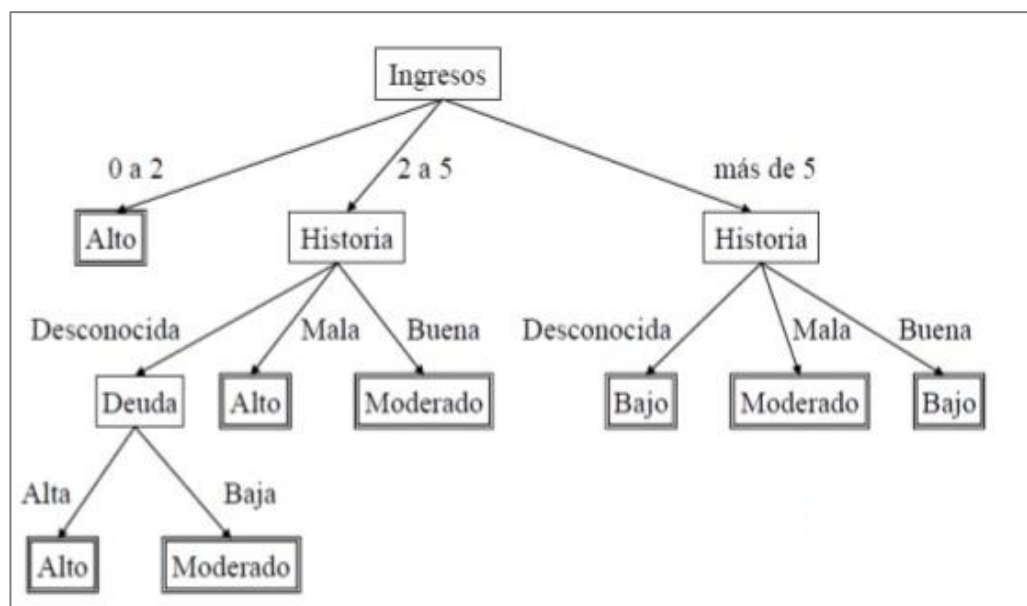 Ingresos
0 a 2
2 a 5
más de 5
Alto
Historia
Historia
Desconocida
Mala
Buena
Desconocida
Mala
Buena
Deuda
Alto
Moderado
Bajo
Moderado
Bajo
Alta
Baja
Alto
Moderado